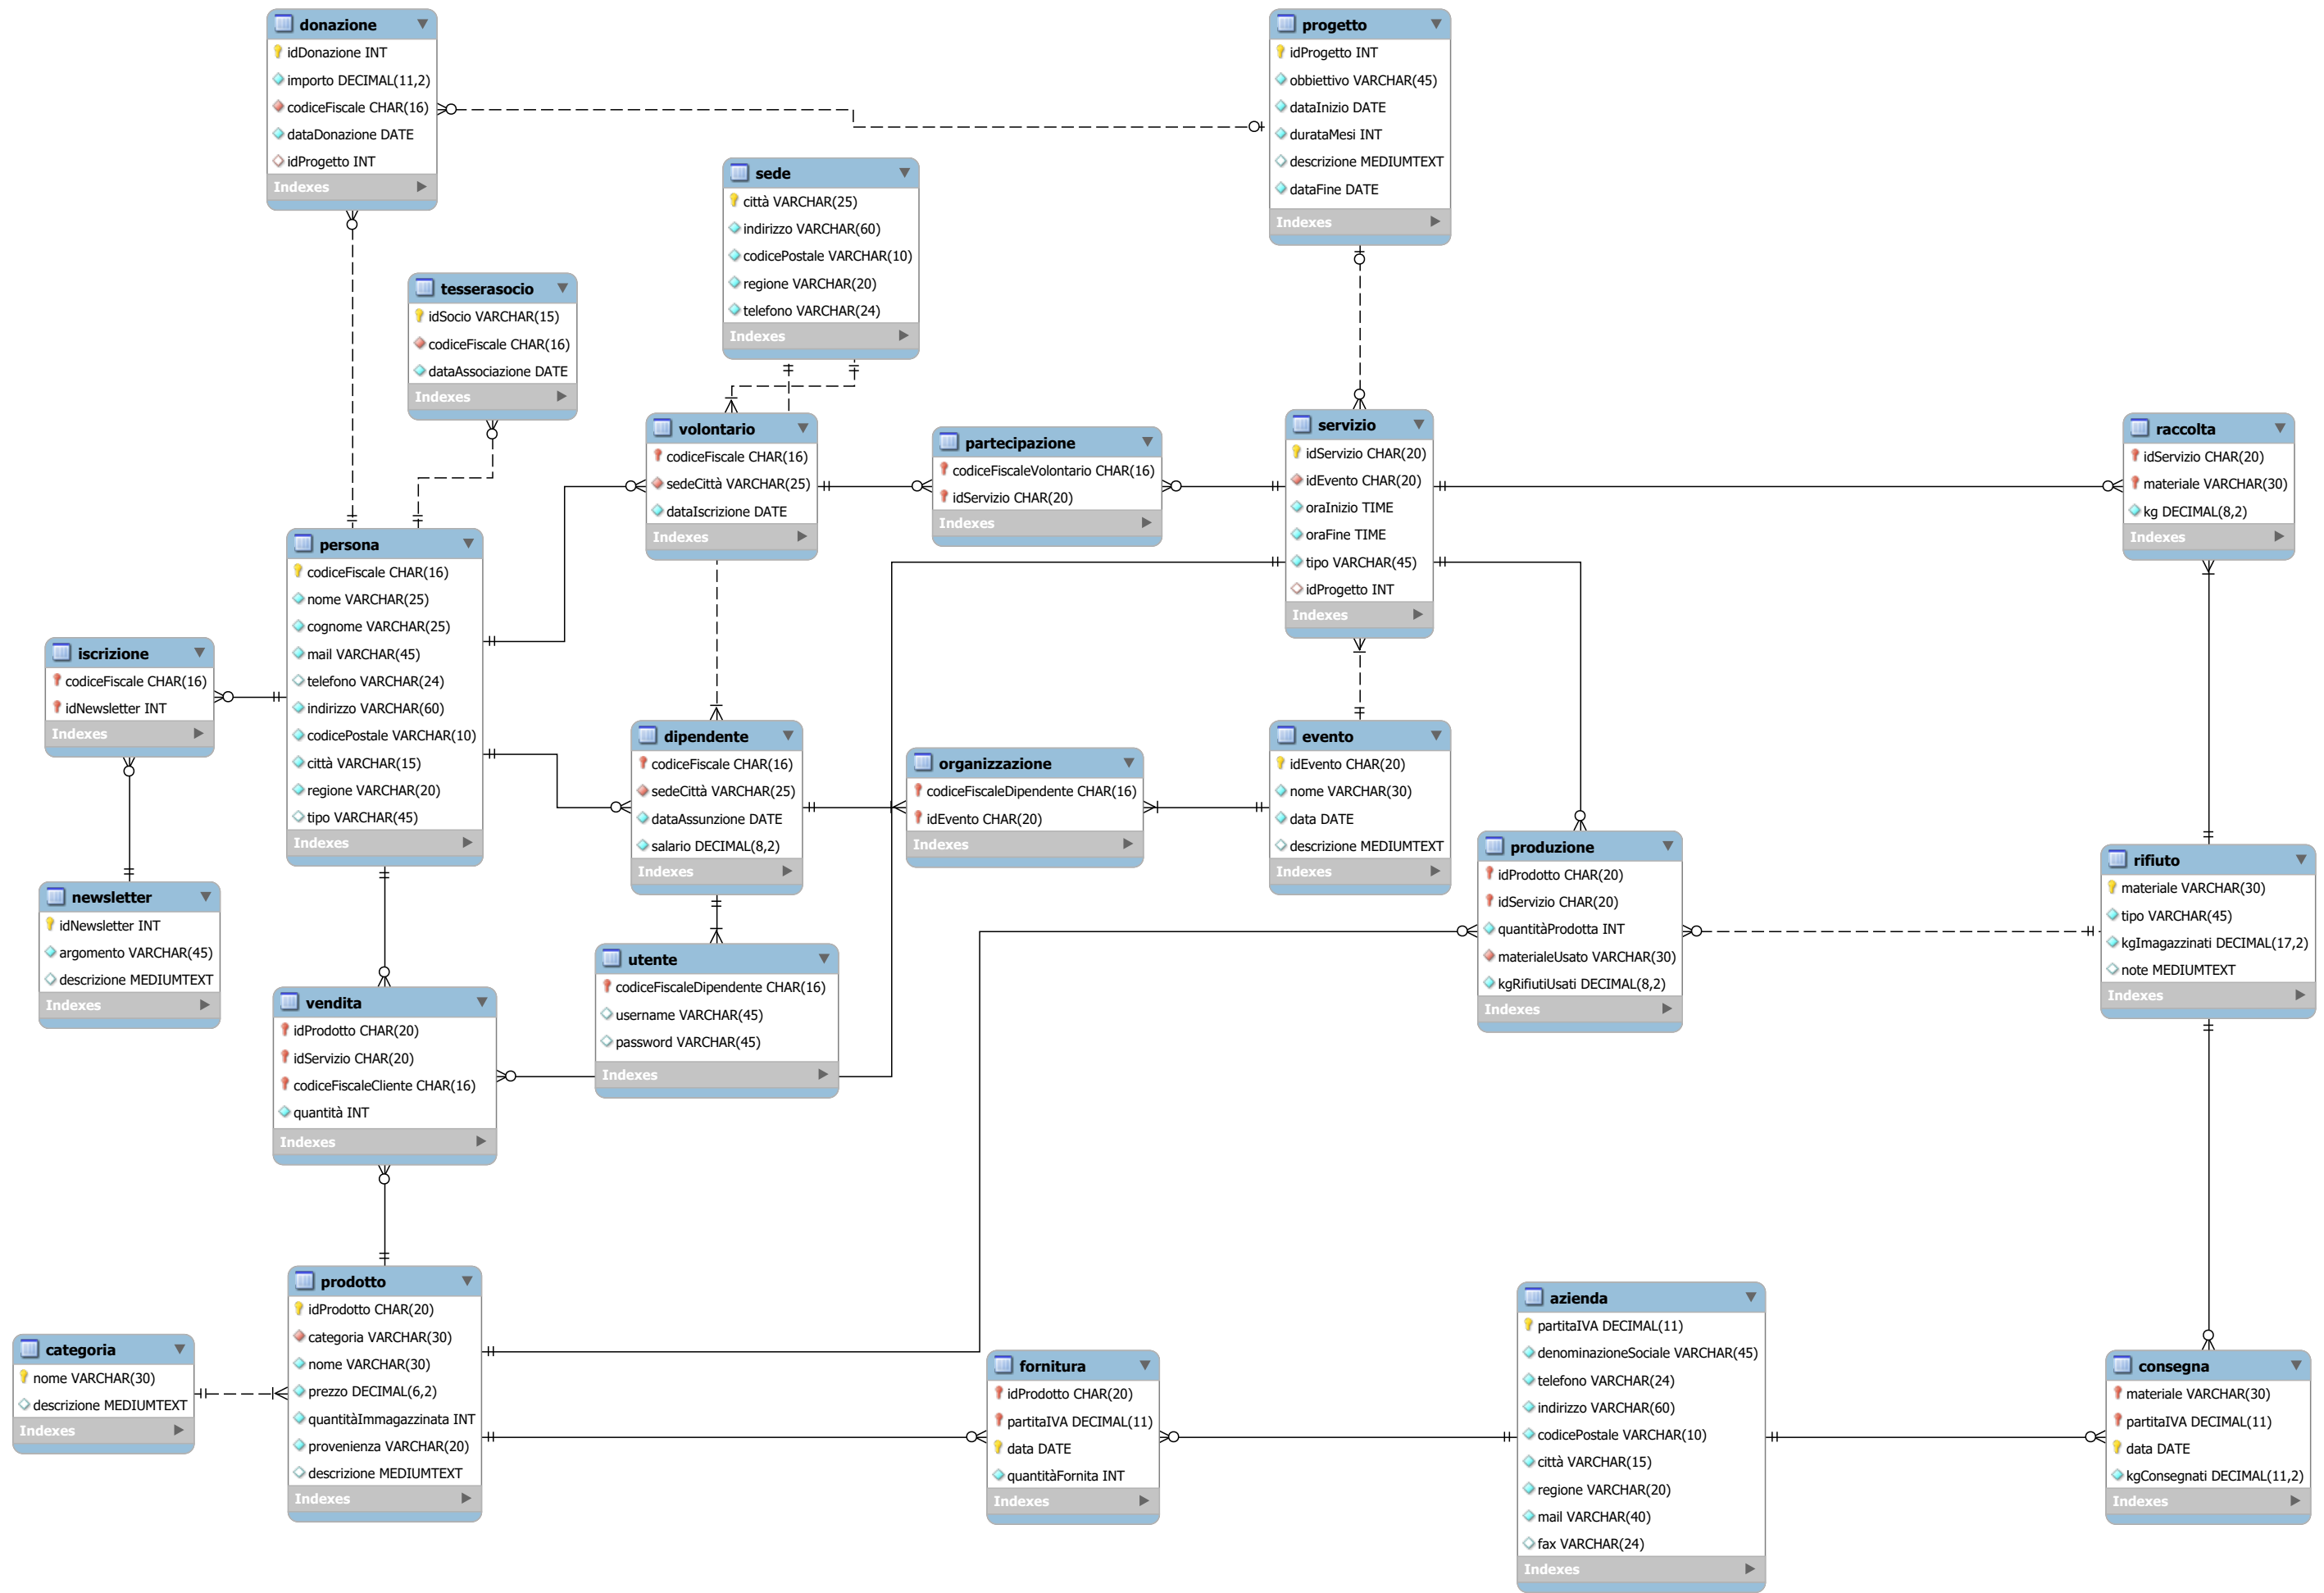 donazione
idDonazione INT
importo DECIMAL(11,2)
codiceFiscale CHAR(16)
dataDonazione DATE
idProgetto INT
Indexes
progetto
idProgetto INT
obbiettivo VARCHAR(45)
dataInizio DATE
durataMesi INT
descrizione MEDIUMTEXT
dataFine DATE
Indexes
sede
città VARCHAR(25)
indirizzo VARCHAR(60)
codicePostale VARCHAR(10)
regione VARCHAR(20)
telefono VARCHAR(24)
Indexes
tesserasocio
idSocio VARCHAR(15)
codiceFiscale CHAR(16)
dataAssociazione DATE
Indexes
volontario
codiceFiscale CHAR(16)
sedeCittà VARCHAR(25)
dataIscrizione DATE
Indexes
partecipazione
codiceFiscaleVolontario CHAR(16)
idServizio CHAR(20)
Indexes
servizio
idServizio CHAR(20)
idEvento CHAR(20)
oraInizio TIME
oraFine TIME
tipo VARCHAR(45)
idProgetto INT
Indexes
raccolta
idServizio CHAR(20)
materiale VARCHAR(30)
kg DECIMAL(8,2)
Indexes
persona
codiceFiscale CHAR(16)
nome VARCHAR(25)
cognome VARCHAR(25)
mail VARCHAR(45)
telefono VARCHAR(24)
indirizzo VARCHAR(60)
codicePostale VARCHAR(10)
città VARCHAR(15)
regione VARCHAR(20)
tipo VARCHAR(45)
Indexes
iscrizione
codiceFiscale CHAR(16)
idNewsletter INT
Indexes
dipendente
codiceFiscale CHAR(16)
sedeCittà VARCHAR(25)
dataAssunzione DATE
salario DECIMAL(8,2)
Indexes
organizzazione
codiceFiscaleDipendente CHAR(16)
idEvento CHAR(20)
Indexes
evento
idEvento CHAR(20)
nome VARCHAR(30)
data DATE
descrizione MEDIUMTEXT
Indexes
produzione
idProdotto CHAR(20)
idServizio CHAR(20)
quantitàProdotta INT
materialeUsato VARCHAR(30)
kgRifiutiUsati DECIMAL(8,2)
Indexes
rifiuto
materiale VARCHAR(30)
tipo VARCHAR(45)
kgImagazzinati DECIMAL(17,2)
note MEDIUMTEXT
Indexes
newsletter
idNewsletter INT
argomento VARCHAR(45)
descrizione MEDIUMTEXT
Indexes
utente
codiceFiscaleDipendente CHAR(16)
username VARCHAR(45)
password VARCHAR(45)
Indexes
vendita
idProdotto CHAR(20)
idServizio CHAR(20)
codiceFiscaleCliente CHAR(16)
quantità INT
Indexes
prodotto
idProdotto CHAR(20)
categoria VARCHAR(30)
nome VARCHAR(30)
prezzo DECIMAL(6,2)
quantitàImmagazzinata INT
provenienza VARCHAR(20)
descrizione MEDIUMTEXT
Indexes
categoria
nome VARCHAR(30)
descrizione MEDIUMTEXT
Indexes
fornitura
idProdotto CHAR(20)
partitaIVA DECIMAL(11)
data DATE
quantitàFornita INT
Indexes
azienda
partitaIVA DECIMAL(11)
denominazioneSociale VARCHAR(45)
telefono VARCHAR(24)
indirizzo VARCHAR(60)
codicePostale VARCHAR(10)
città VARCHAR(15)
regione VARCHAR(20)
mail VARCHAR(40)
fax VARCHAR(24)
Indexes
consegna
materiale VARCHAR(30)
partitaIVA DECIMAL(11)
data DATE
kgConsegnati DECIMAL(11,2)
Indexes